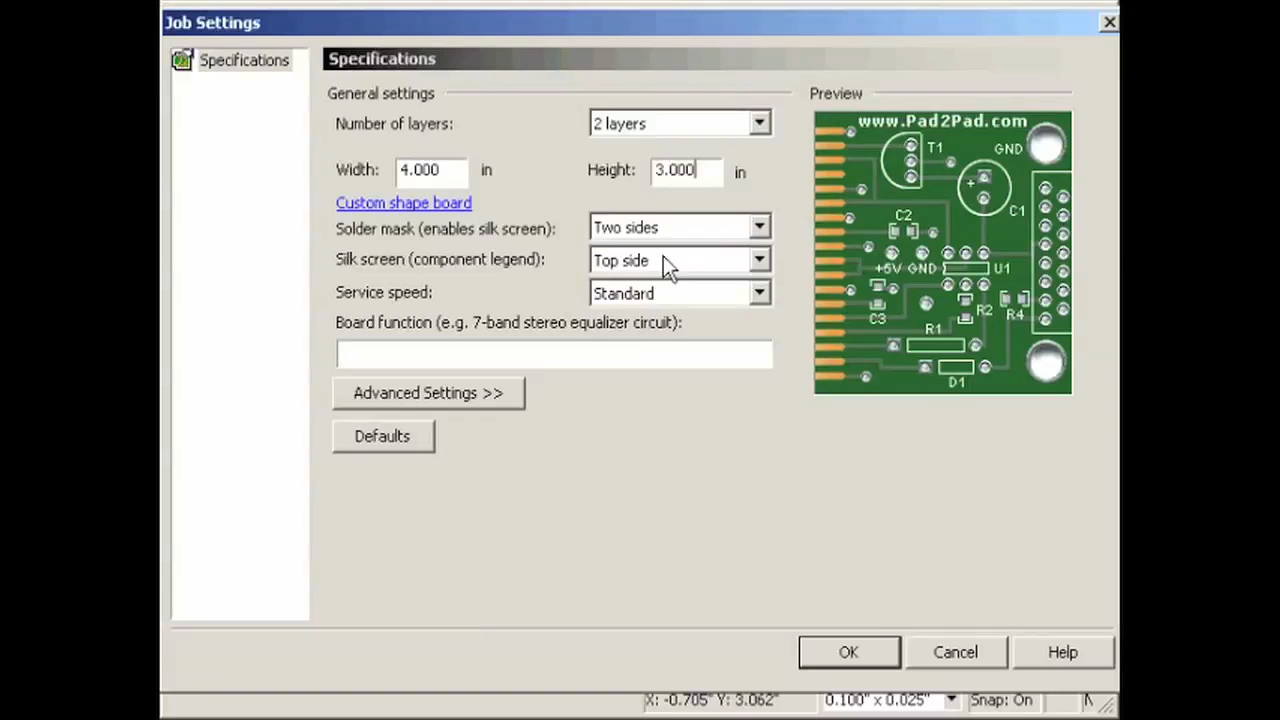 Job Settings
Specifications
Specifications
General settings
Number of layers: 2 layers
Width: 4.000 in Height: 3.000 in
Custom shape board
Solder mask (enables silk screen): Two sides
Silk screen (component legend): Top side
Service speed: Standard
Board function (e.g. 7-band stereo equalizer circuit):
Advanced Settings >>
Defaults
Preview
www.Pad2Pad.com
T1 GND
+
C1
C2
+5V GND U1
C3 R2 R4
R1
D1
OK Cancel Help
X: -0.705" Y: 3.062" 0.100" x 0.025" Snap: On